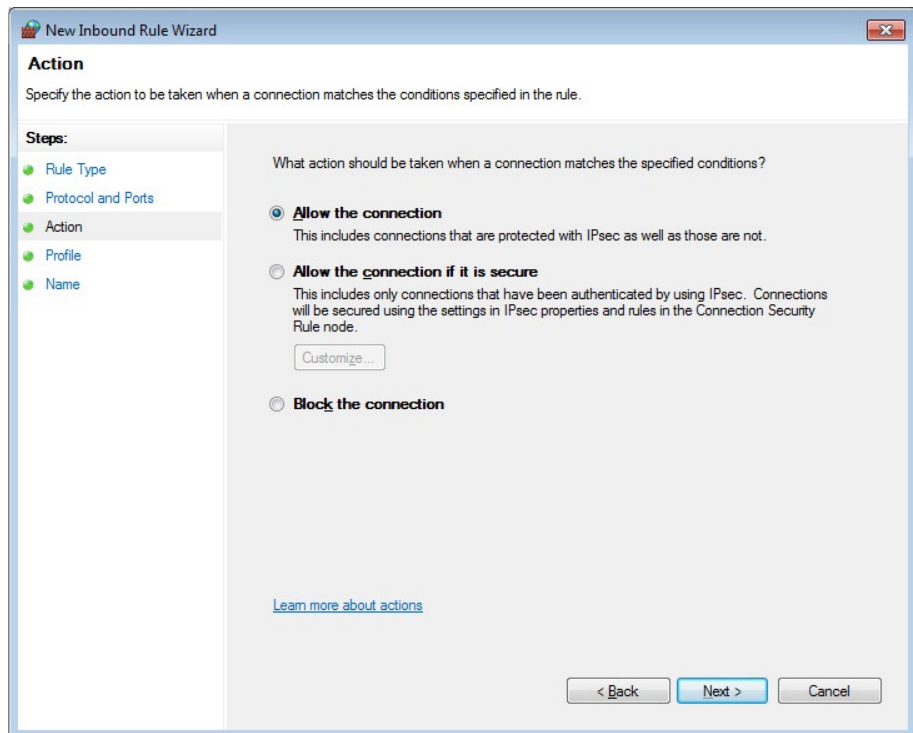 New Inbound Rule Wizard
Action
Specify the action to be taken when a connection matches the conditions specified in the rule.
Steps:
Rule Type
Protocol and Ports
Action
Profile
Name
What action should be taken when a connection matches the specified conditions?
Allow the connection
This includes connections that are protected with IPsec as well as those are not.
Allow the connection if it is secure
This includes only connections that have been authenticated by using IPsec. Connections
will be secured using the settings in IPsec properties and rules in the Connection Security
Rule node.
Customize...
Block the connection
Learn more about actions
< Back
Next >
Cancel